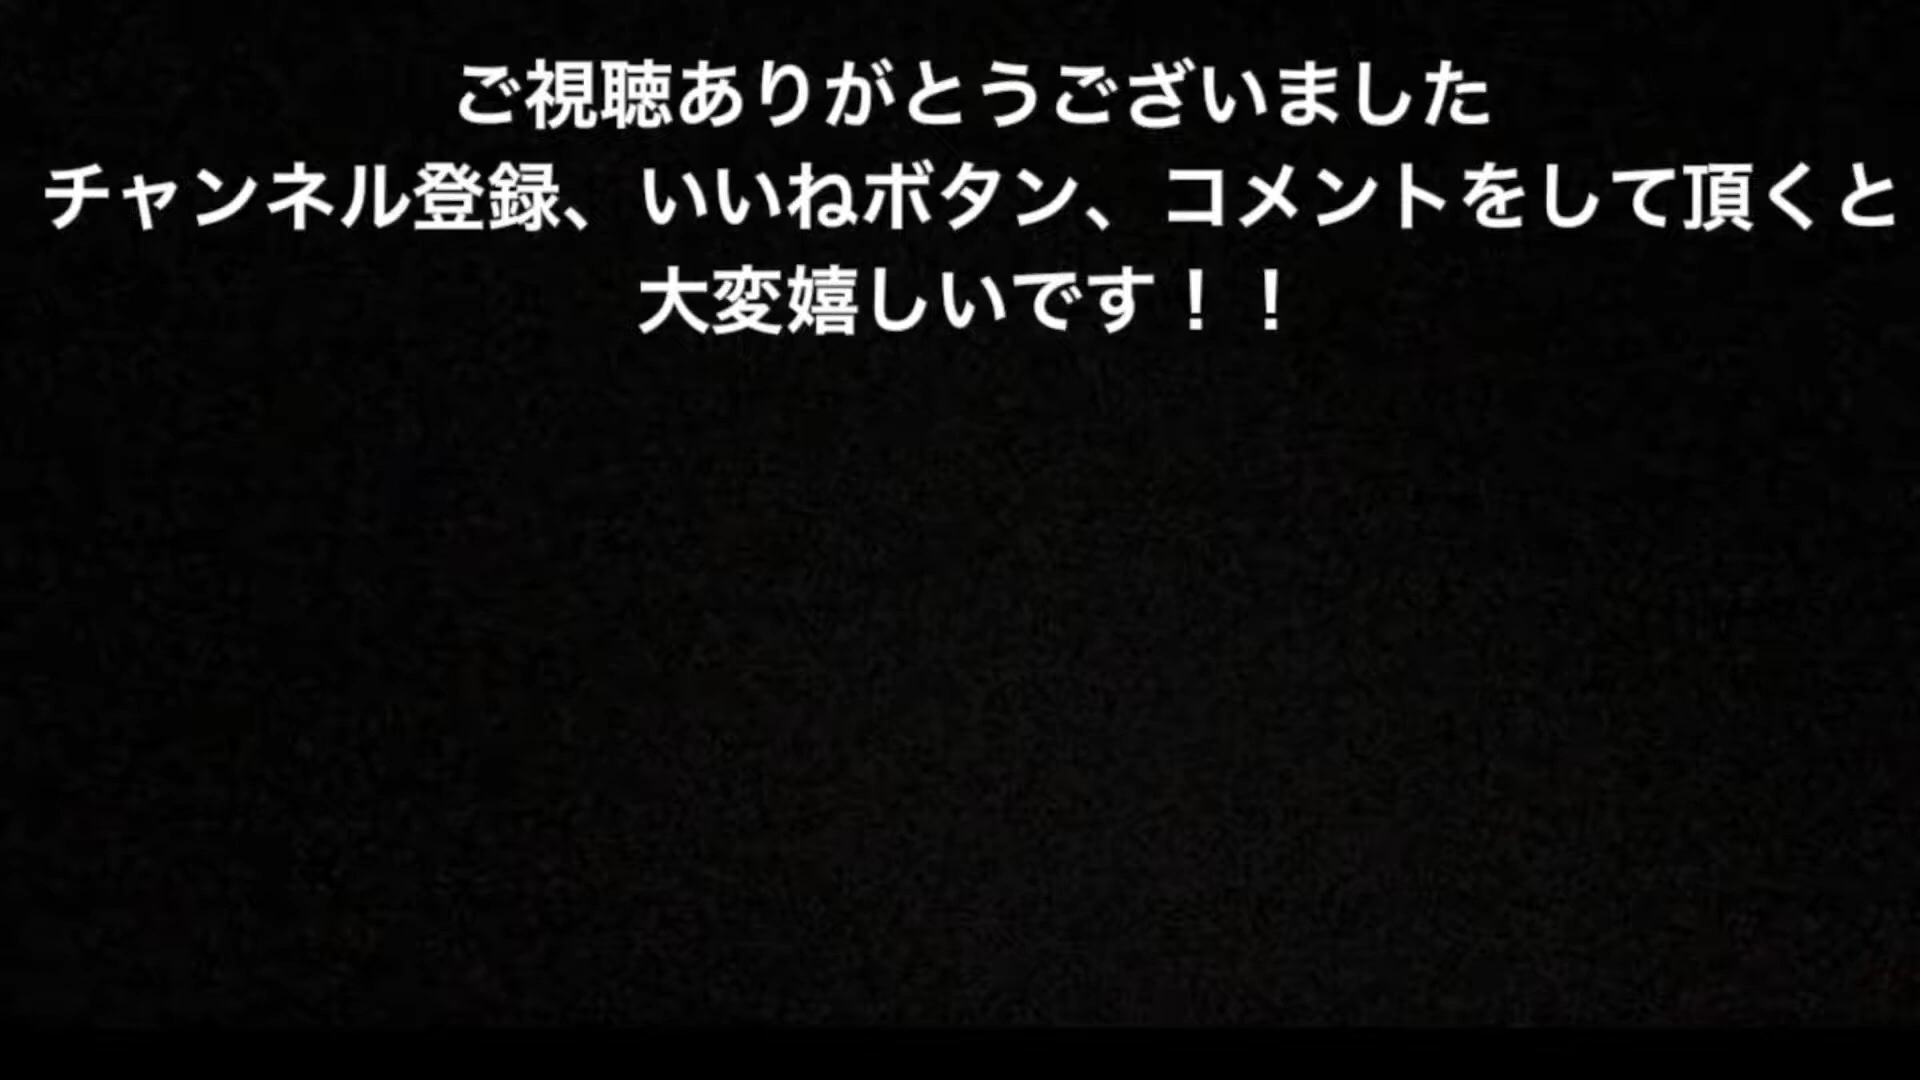 ご視聴ありがとうございました
チャンネル登録、いいねボタン、コメントをして頂くと
大変嬉しいです！！